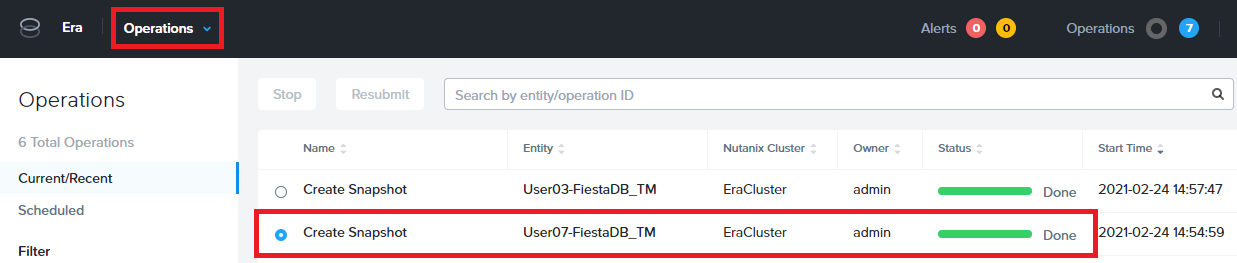 Era Operations Alerts 0 0 Operations 7
Operations
Stop Resubmit Search by entity/operation ID
6 Total Operations
Name Entity Nutanix Cluster Owner Status Start Time
Current/Recent
Create Snapshot User03-FiestaDB_TM EraCluster admin Done 2021-02-24 14:57:47
Scheduled
Create Snapshot User07-FiestaDB_TM EraCluster admin Done 2021-02-24 14:54:59
Filter